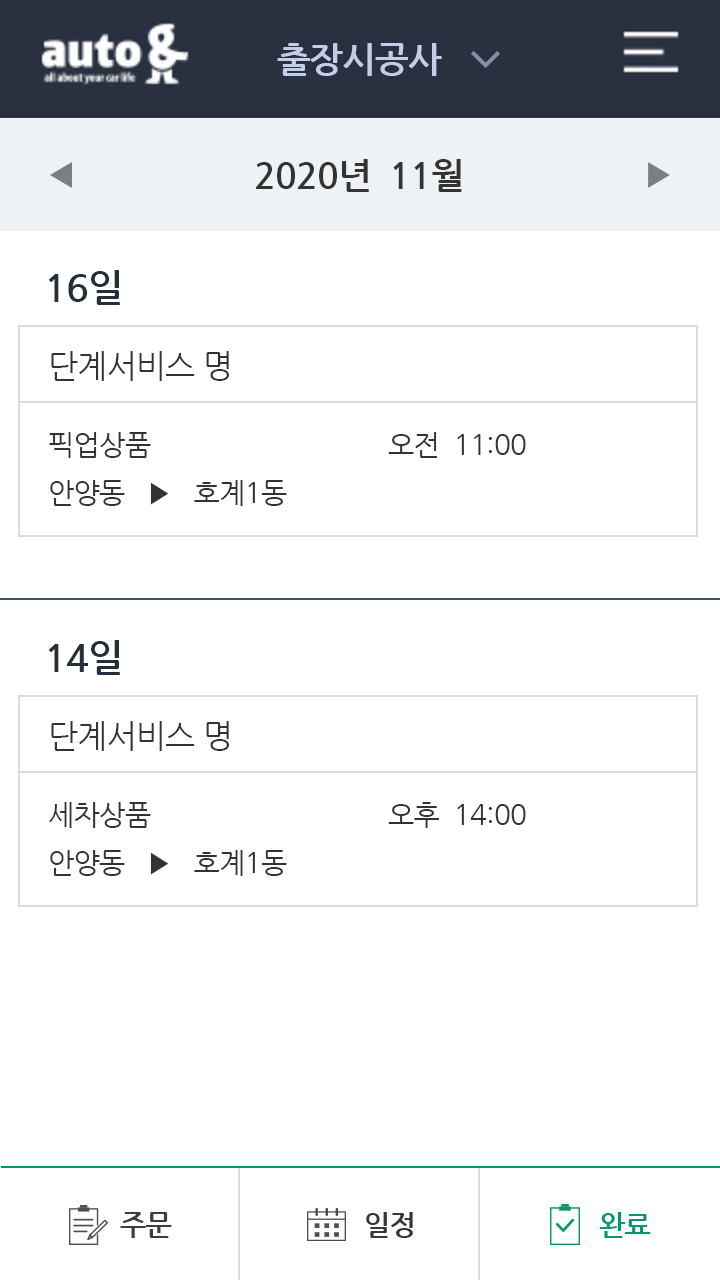 auto &
all about your car life
출장시공사
2020년 11월
16일
단계서비스 명
픽업상품 오전 11:00
안양동 ▶ 호계1동
14일
단계서비스 명
세차상품 오후 14:00
안양동 ▶ 호계1동
주문 일정 완료